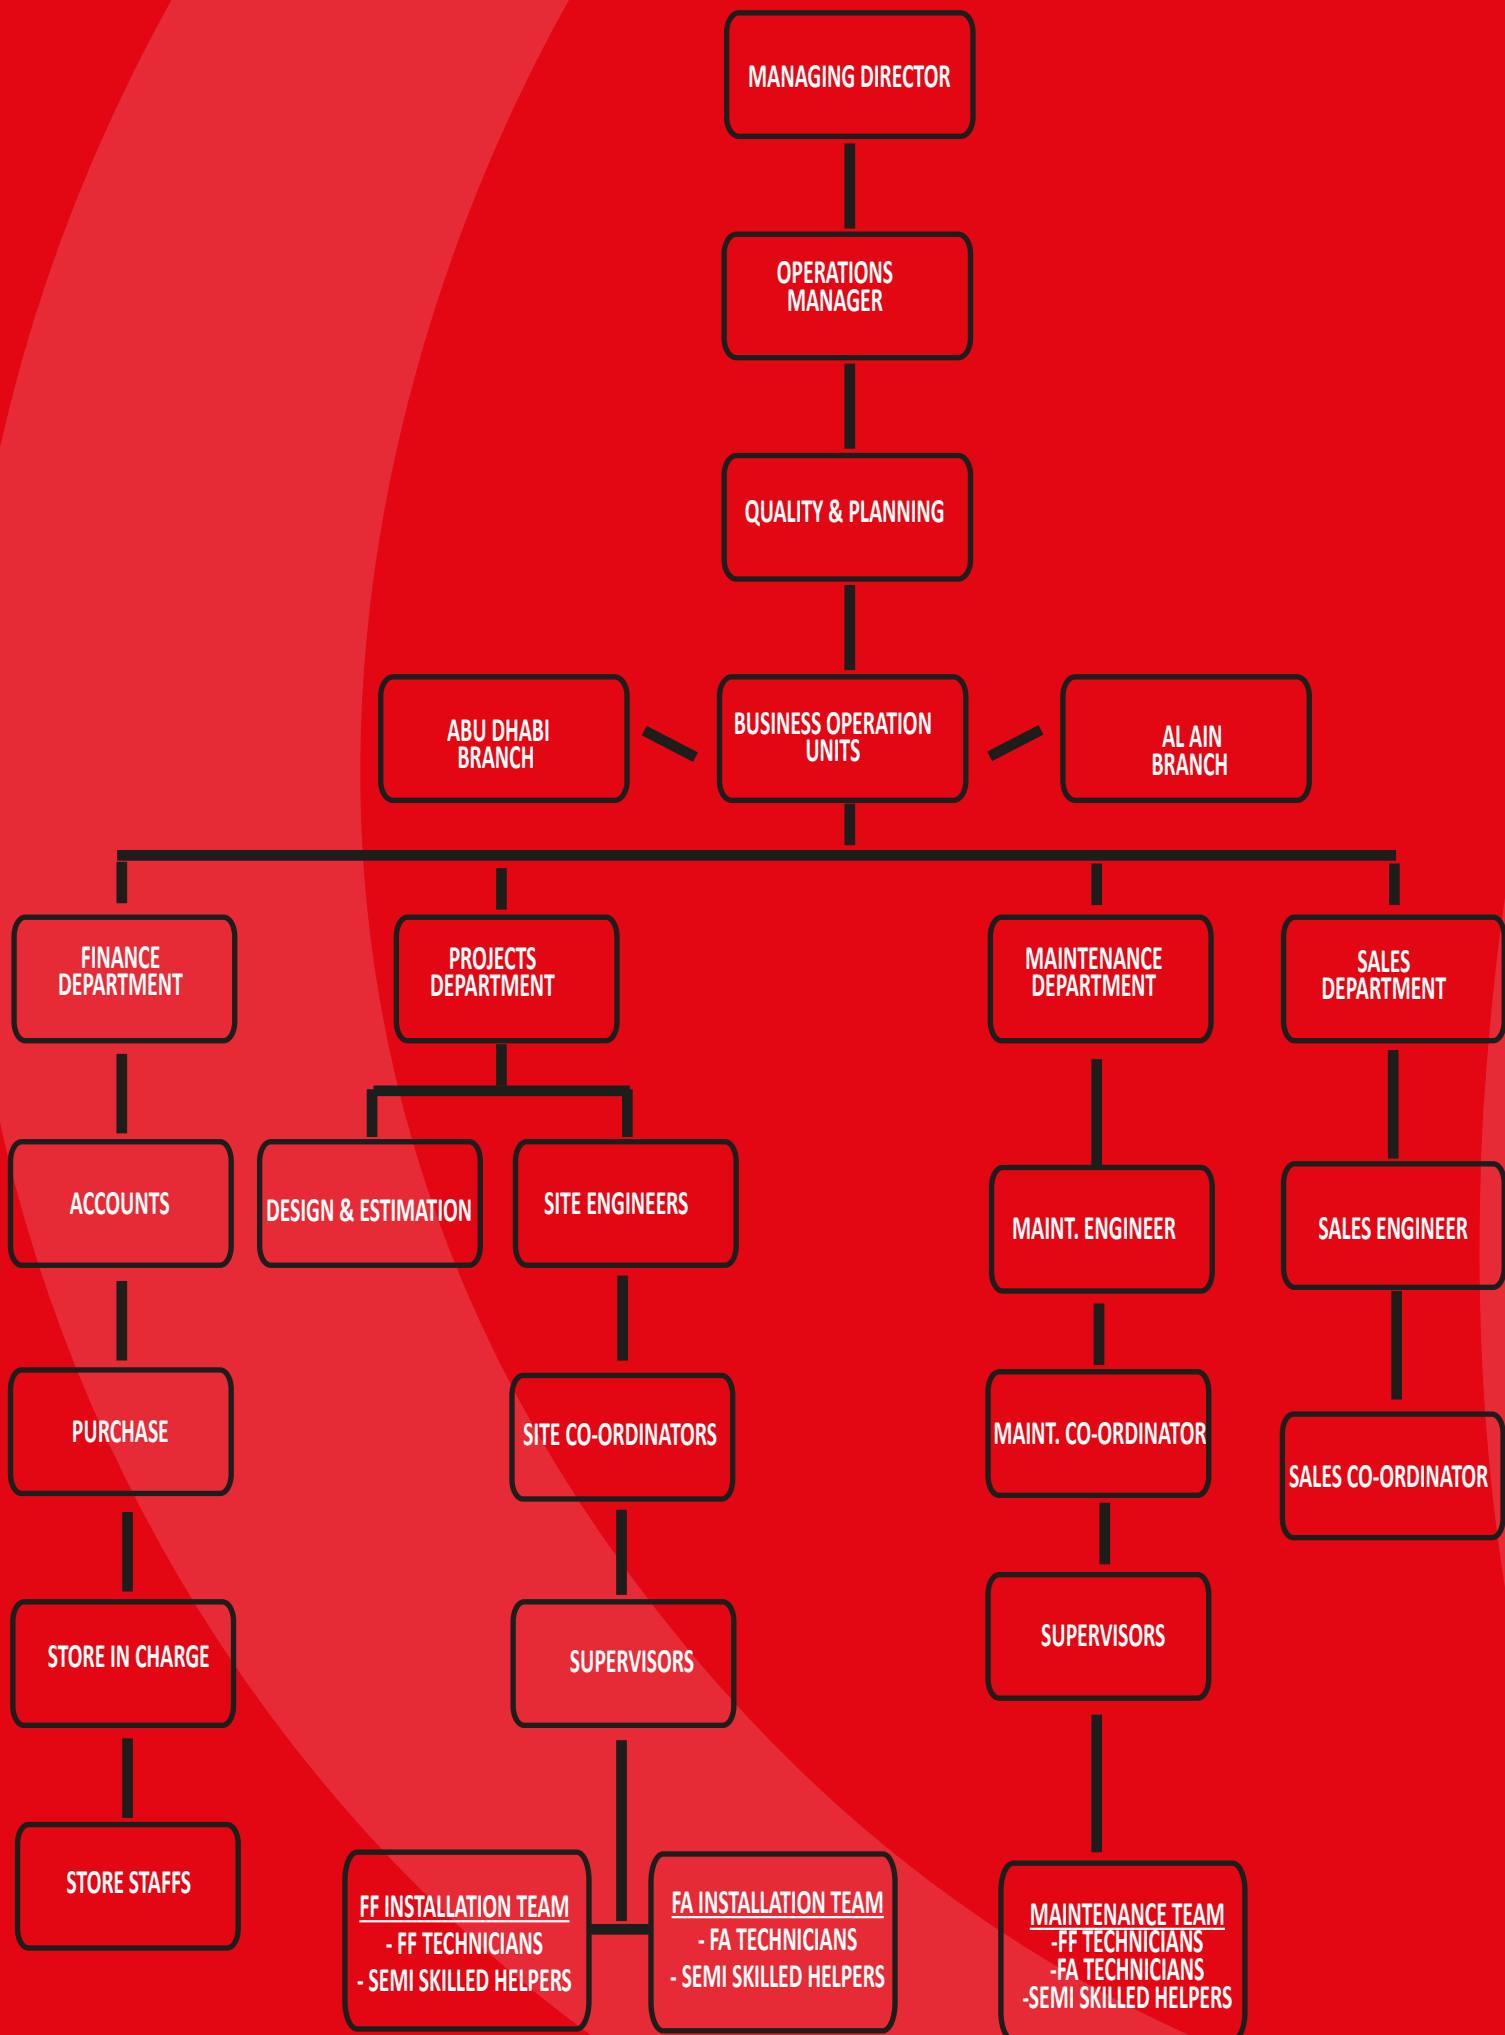 MANAGING DIRECTOR
OPERATIONS
MANAGER
QUALITY & PLANNING
ABU DHABI
BRANCH
BUSINESS OPERATION
UNITS
AL AIN
BRANCH
FINANCE
DEPARTMENT
PROJECTS
DEPARTMENT
MAINTENANCE
DEPARTMENT
SALES
DEPARTMENT
ACCOUNTS
DESIGN & ESTIMATION
SITE ENGINEERS
MAINT. ENGINEER
SALES ENGINEER
PURCHASE
SITE CO-ORDINATORS
MAINT. CO-ORDINATOR
SALES CO-ORDINATOR
STORE IN CHARGE
SUPERVISORS
SUPERVISORS
STORE STAFFS
FF INSTALLATION TEAM
- FF TECHNICIANS
- SEMI SKILLED HELPERS
FA INSTALLATION TEAM
- FA TECHNICIANS
- SEMI SKILLED HELPERS
MAINTENANCE TEAM
-FF TECHNICIANS
-FA TECHNICIANS
-SEMI SKILLED HELPERS